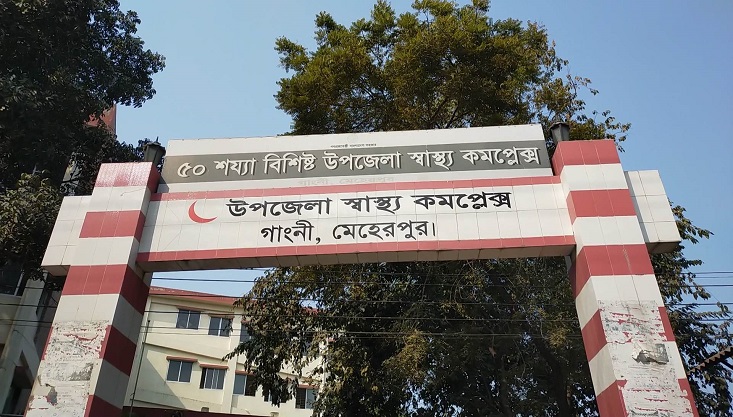 ৫০ শয্যা বিশিষ্ট উপজেলা স্বাস্থ্য কমপ্লেক্স
উপজেলা স্বাস্থ্য কমপ্লেক্স
গাংনী, মেহেরপুর।